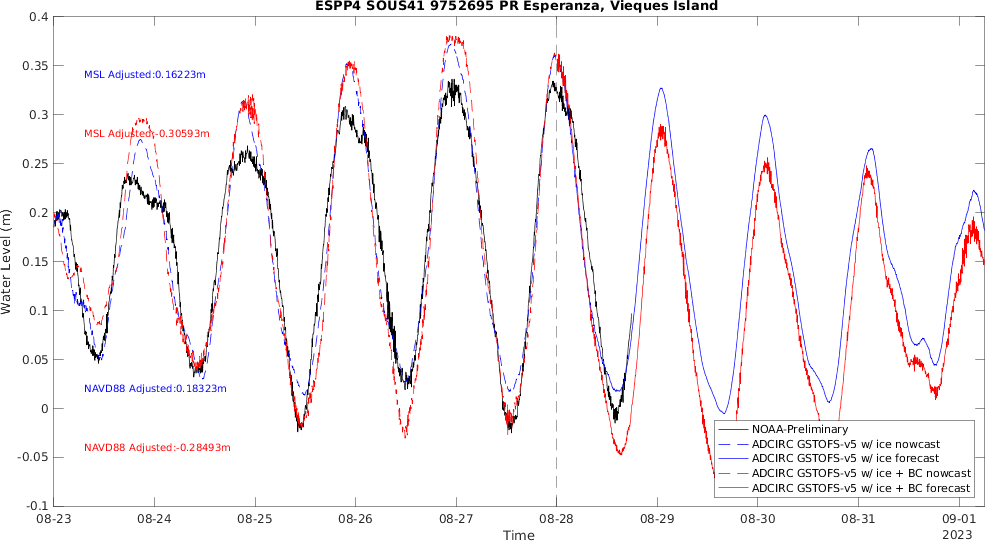 ESPP4 SOUS41 9752695 PR Esperanza, Vieques Island
0.4
0.35
0.3
0.25
0.2
0.15
0.1
0.05
0
-0.05
-0.1
Water Level (m)
MSL Adjusted:0.16223m
MSL Adjusted:-0.30593m
NAVD88 Adjusted:0.18323m
NAVD88 Adjusted:-0.28493m
NOAA-Preliminary
ADCIRC GSTOFS-v5 w/ ice nowcast
ADCIRC GSTOFS-v5 w/ ice forecast
ADCIRC GSTOFS-v5 w/ ice + BC nowcast
ADCIRC GSTOFS-v5 w/ ice + BC forecast
08-23 08-24 08-25 08-26 08-27 08-28 08-29 08-30 08-31 09-01
2023
Time